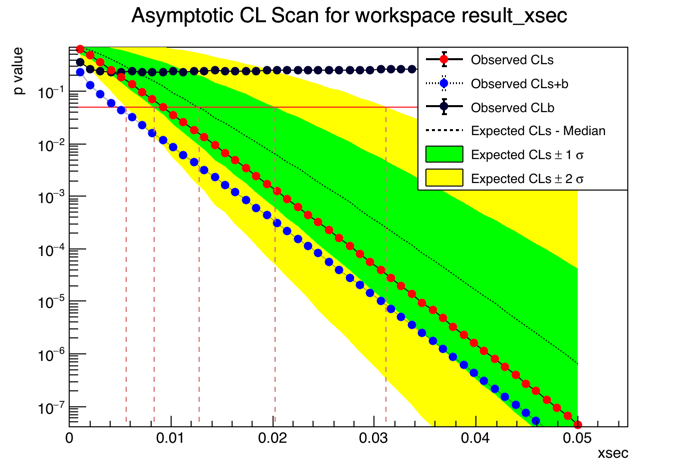 Asymptotic CL Scan for workspace result_xsec
p value
Observed CLs
Observed CLs+b
Observed CLb
Expected CLs - Median
Expected CLs ± 1 σ
Expected CLs ± 2 σ
10⁻¹
10⁻²
10⁻³
10⁻⁴
10⁻⁵
10⁻⁶
10⁻⁷
0 0.01 0.02 0.03 0.04 0.05
xsec